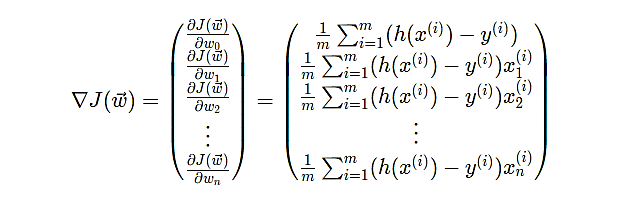 ∇J(w⃗) = (∂J(w⃗)/∂w₀, ∂J(w⃗)/∂w₁, ∂J(w⃗)/∂w₂, ⋮, ∂J(w⃗)/∂wₙ) = (
1/m ∑ᵢ₌₁ᵐ (h(x⁽ⁱ⁾) − y⁽ⁱ⁾)
1/m ∑ᵢ₌₁ᵐ (h(x⁽ⁱ⁾) − y⁽ⁱ⁾)x₁⁽ⁱ⁾
1/m ∑ᵢ₌₁ᵐ (h(x⁽ⁱ⁾) − y⁽ⁱ⁾)x₂⁽ⁱ⁾
⋮
1/m ∑ᵢ₌₁ᵐ (h(x⁽ⁱ⁾) − y⁽ⁱ⁾)xₙ⁽ⁱ⁾ )